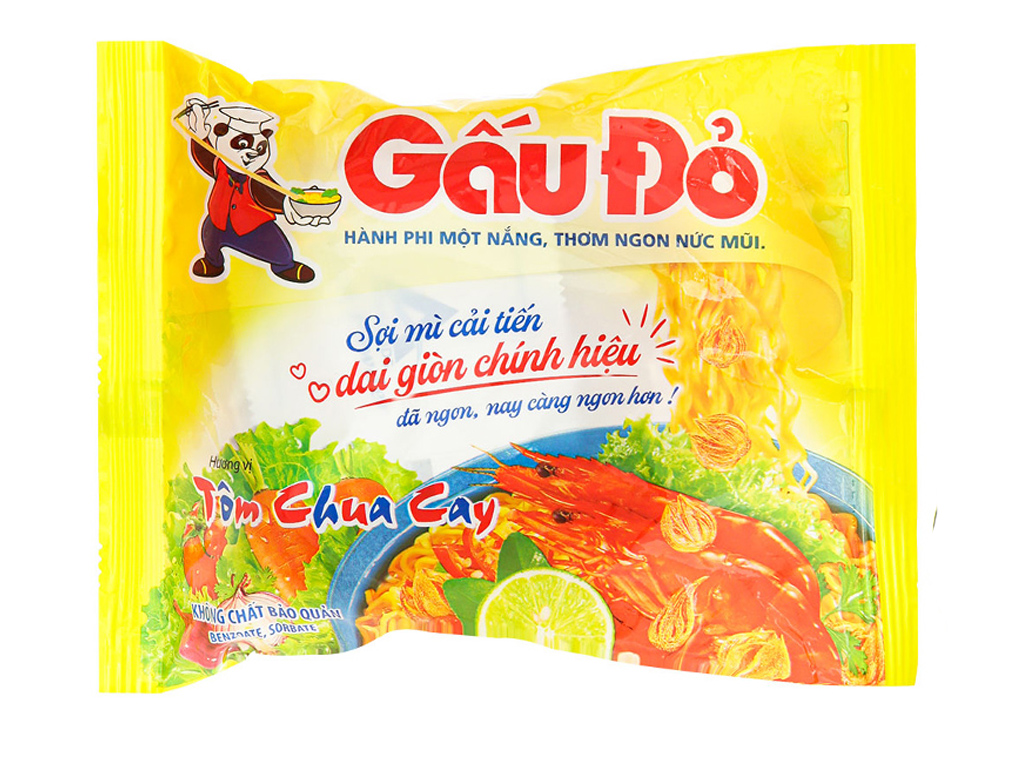 Gấu Đỏ
HÀNH PHI MỘT NẮNG, THƠM NGON NỨC MŨI.
Sợi mì cải tiến
dai giòn chính hiệu
đã ngon, nay càng ngon hơn !
Hương vị
Tôm Chua Cay
KHÔNG CHẤT BẢO QUẢN
BENZOATE, SORBATE